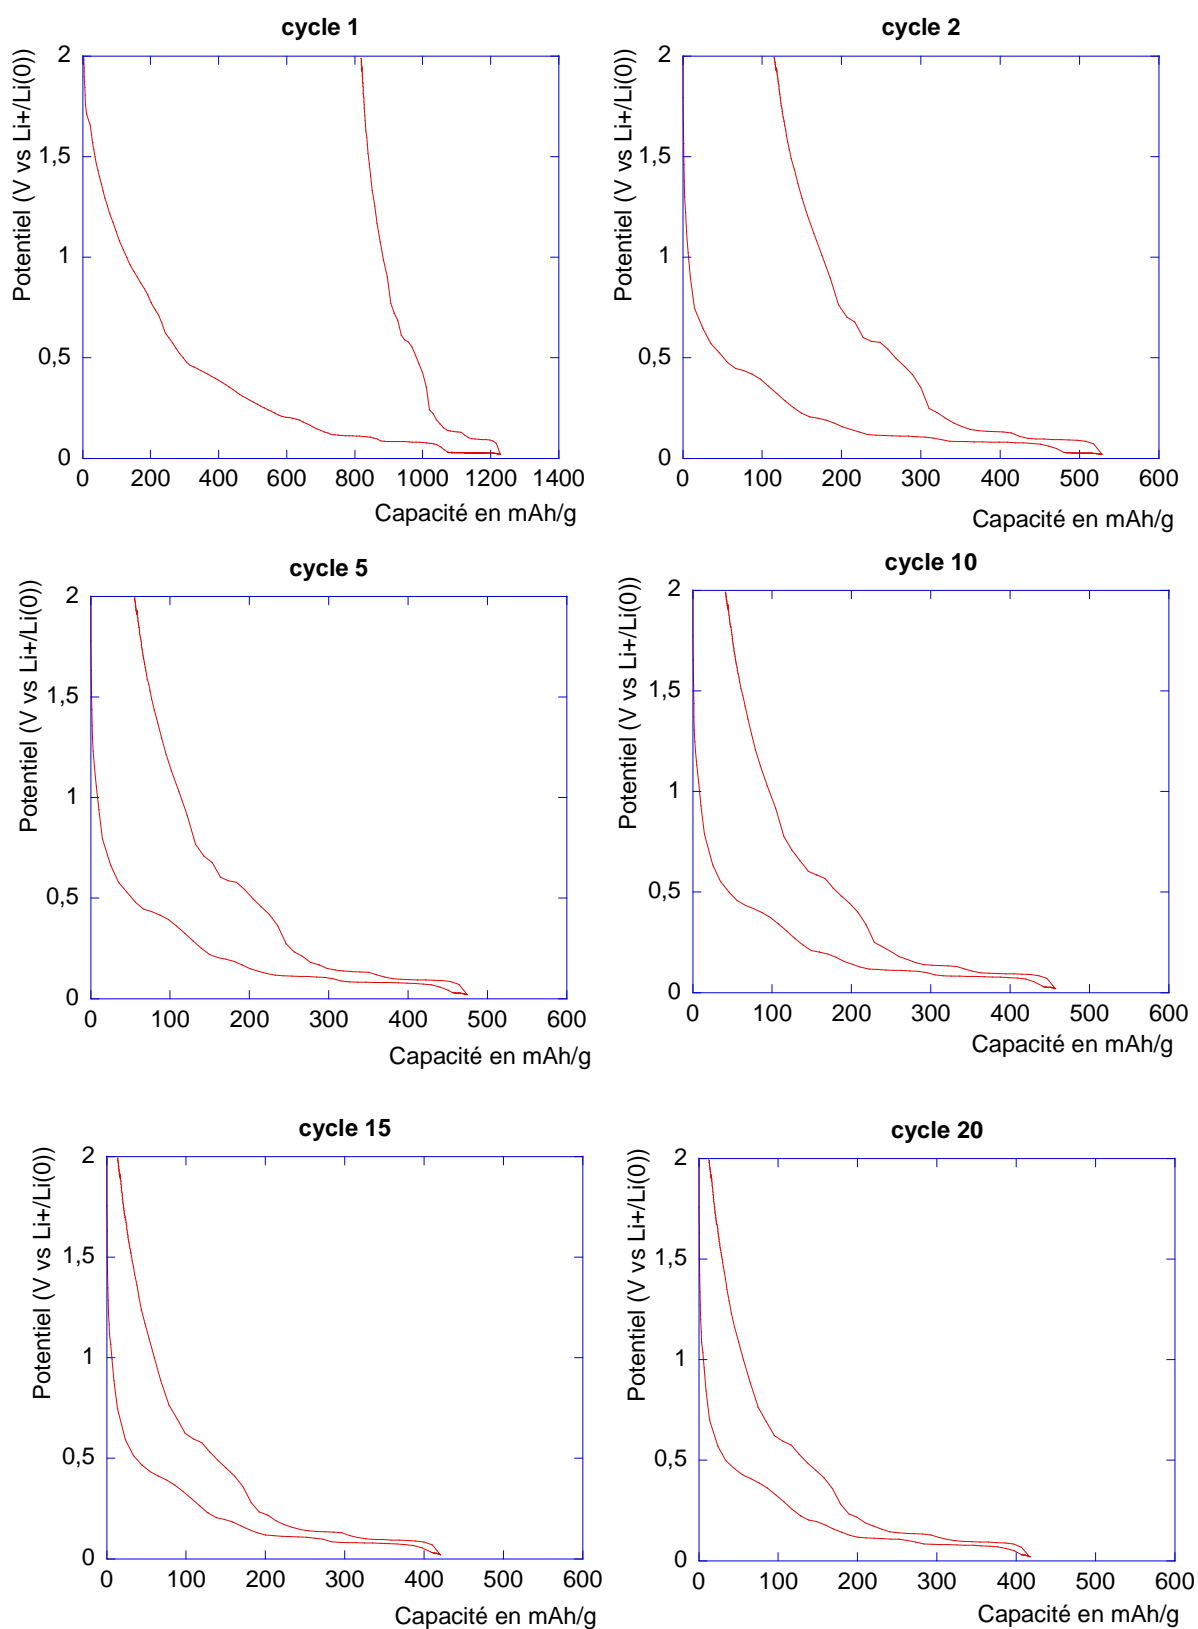 cycle 1
Potentiel (V vs Li+/Li(0))
2
1,5
1
0,5
0
0 200 400 600 800 1000 1200 1400
Capacité en mAh/g
cycle 2
Potentiel (V vs Li+/Li(0))
2
1,5
1
0,5
0
0 100 200 300 400 500 600
Capacité en mAh/g
cycle 5
Potentiel (V vs Li+/Li(0))
2
1,5
1
0,5
0
0 100 200 300 400 500 600
Capacité en mAh/g
cycle 10
Potentiel (V vs Li+/Li(0))
2
1,5
1
0,5
0
0 100 200 300 400 500 600
Capacité en mAh/g
cycle 15
Potentiel (V vs Li+/Li(0))
2
1,5
1
0,5
0
0 100 200 300 400 500 600
Capacité en mAh/g
cycle 20
Potentiel (V vs Li+/Li(0))
2
1,5
1
0,5
0
0 100 200 300 400 500 600
Capacité en mAh/g